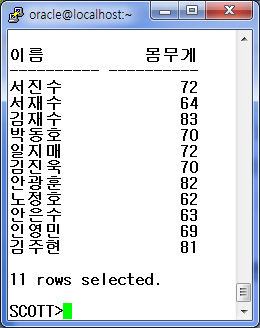 oracle@localhost:~
이름 몸무게
---------- ----------
서진수 72
서재수 64
김재수 83
박동호 70
일지매 72
김진욱 70
안광훈 82
노정호 62
안은수 63
인영민 69
김주현 81
11 rows selected.
SCOTT>